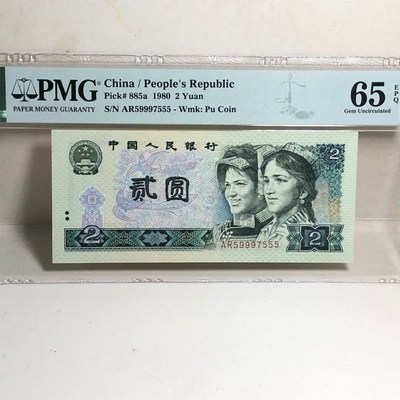 PMG
PAPER MONEY GUARANTY
China / People's Republic
Pick# 885a 1980 2 Yuan
S/N AR59997555 - Wmk: Pu Coin
65
EPQ
Gem Uncirculated
中国人民银行
2
贰圆
AR59997555
2
2